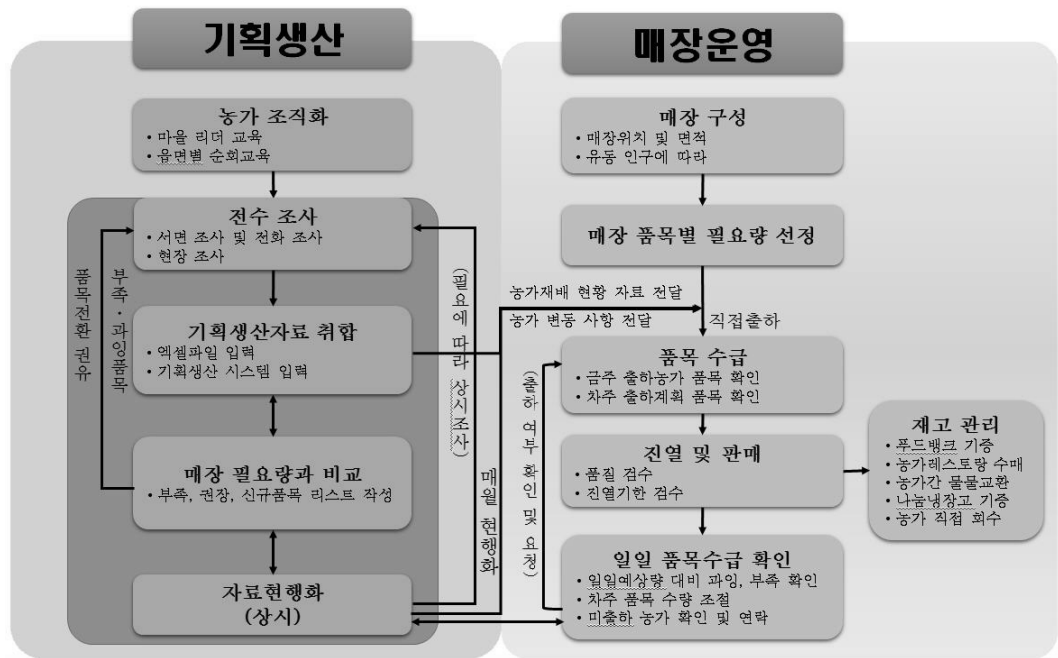 기획생산
농가 조직화
• 마을 리더 교육
• 읍면별 순회교육
전수 조사
• 서면 조사 및 전화 조사
• 현장 조사
기획생산자료 취합
• 엑셀파일 입력
• 기획생산 시스템 입력
매장 필요량과 비교
• 부족, 권장, 신규품목 리스트 작성
자료현행화
(상시)
부족·과잉품목
품목전환 권유
(필요에 따라 상시조사)
매월 현행화
농가재배 현황 자료 전달
농가 변동 사항 전달
매장운영
매장 구성
• 매장위치 및 면적
• 유동 인구에 따라
매장 품목별 필요량 선정
직접출하
품목 수급
• 금주 출하농가 품목 확인
• 차주 출하계획 품목 확인
진열 및 판매
• 품질 검수
• 진열기한 검수
일일 품목수급 확인
• 일일예상량 대비 과잉, 부족 확인
• 차주 품목 수량 조절
• 미출하 농가 확인 및 연락
(출하 여부 확인 및 요청)
재고 관리
• 푸드뱅크 기증
• 농가레스토랑 수매
• 농가간 물물교환
• 나눔냉장고 기증
• 농가 직접 회수